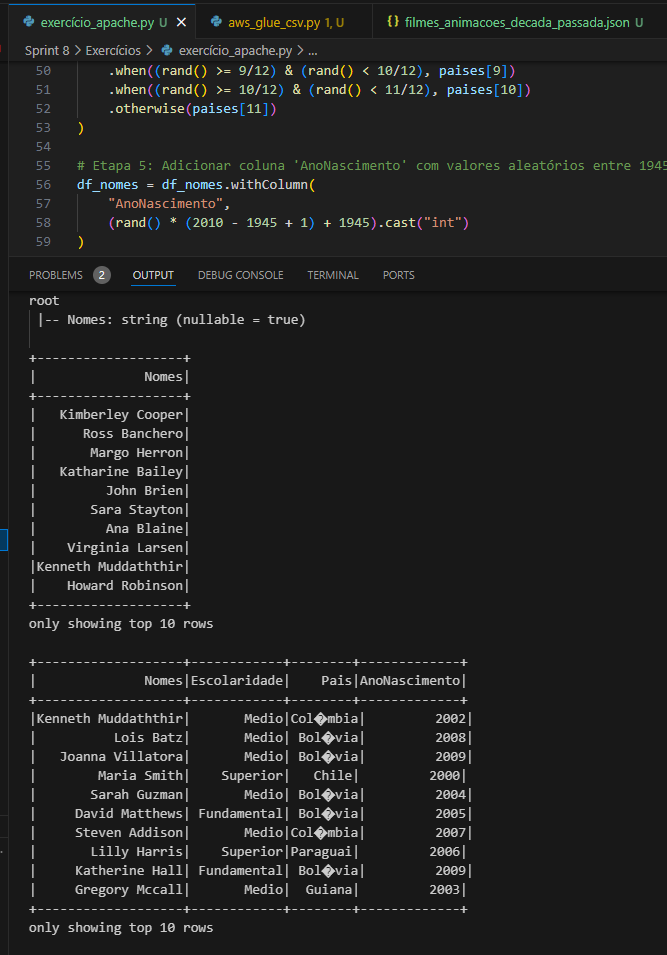 exercício_apache.py U ×
aws_glue_csv.py 1, U
{} filmes_animacoes_decada_passada.json U
Sprint 8 > Exercícios > exercício_apache.py > ...
50 .when((rand() >= 9/12) & (rand() < 10/12), paises[9])
51 .when((rand() >= 10/12) & (rand() < 11/12), paises[10])
52 .otherwise(paises[11])
53 )
54
55 # Etapa 5: Adicionar coluna 'AnoNascimento' com valores aleatórios entre 1945
56 df_nomes = df_nomes.withColumn(
57 "AnoNascimento",
58 (rand() * (2010 - 1945 + 1) + 1945).cast("int")
59 )
PROBLEMS 2 OUTPUT DEBUG CONSOLE TERMINAL PORTS
root
|-- Nomes: string (nullable = true)
+-------------------+
|              Nomes|
+-------------------+
|   Kimberley Cooper|
|      Ross Banchero|
|       Margo Herron|
|   Katharine Bailey|
|         John Brien|
|       Sara Stayton|
|         Ana Blaine|
|    Virginia Larsen|
|Kenneth Muddaththir|
|    Howard Robinson|
+-------------------+
only showing top 10 rows
+-------------------+------------+--------+-------------+
|              Nomes|Escolaridade|    Pais|AnoNascimento|
+-------------------+------------+--------+-------------+
|Kenneth Muddaththir|       Medio|Col�mbia|         2002|
|          Lois Batz|       Medio| Bol�via|         2008|
|   Joanna Villatora|       Medio| Bol�via|         2009|
|        Maria Smith|    Superior|   Chile|         2000|
|       Sarah Guzman|       Medio| Bol�via|         2004|
|     David Matthews| Fundamental| Bol�via|         2005|
|     Steven Addison|       Medio|Col�mbia|         2007|
|       Lilly Harris|    Superior|Paraguai|         2006|
|     Katherine Hall| Fundamental| Bol�via|         2009|
|     Gregory Mccall|       Medio|  Guiana|         2003|
+-------------------+------------+--------+-------------+
only showing top 10 rows